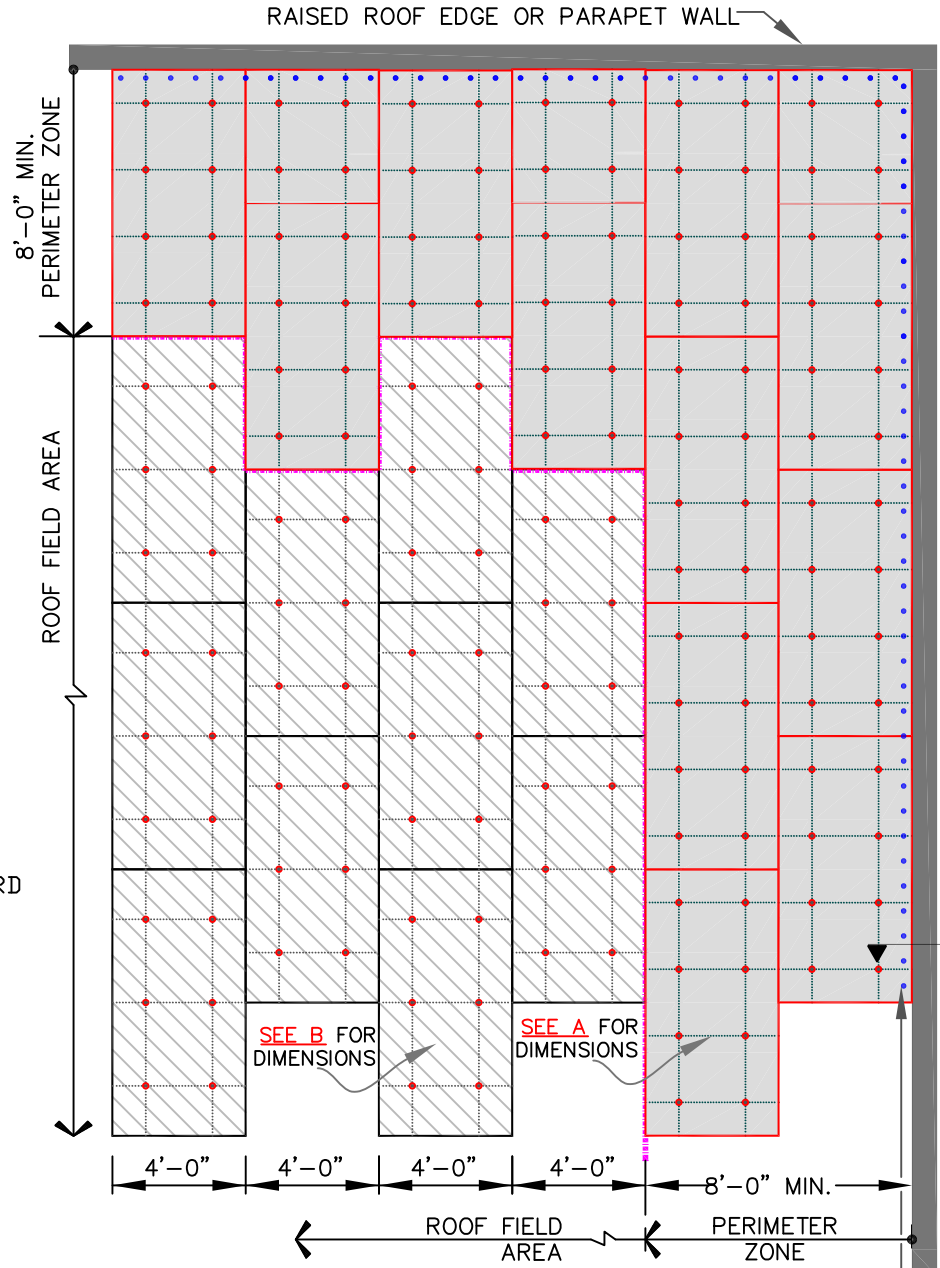 RAISED ROOF EDGE OR PARAPET WALL
8'-0" MIN.
PERIMETER ZONE
ROOF FIELD AREA
RD
SEE B FOR
DIMENSIONS
SEE A FOR
DIMENSIONS
4'-0"
4'-0"
4'-0"
4'-0"
8'-0" MIN.
ROOF FIELD
AREA
PERIMETER
ZONE